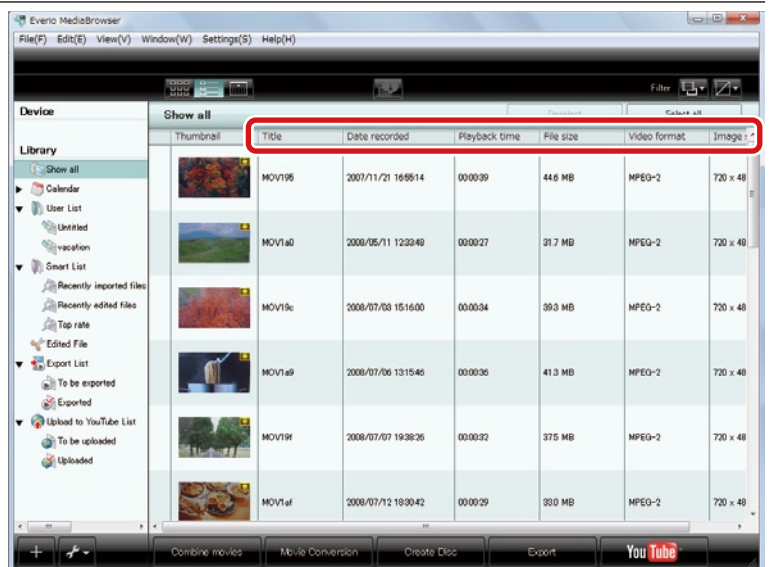 Everio MediaBrowser
File(F) Edit(E) View(V) Window(W) Settings(S) Help(H)
Filter
Device
Show all
Deselect Select all
Thumbnail Title Date recorded Playback time File size Video format Image
Library
Show all
MOV195 2007/11/21 16:55:14 00:00:39 44.6 MB MPEG-2 720 x 48
Calendar
User List
Untitled
MOV1a0 2008/05/11 12:33:48 00:00:27 31.7 MB MPEG-2 720 x 48
vacation
Smart List
Recently imported files
Recently edited files
MOV19c 2008/07/03 15:16:00 00:00:34 39.3 MB MPEG-2 720 x 48
Top rate
Edited File
Export List
MOV1a9 2008/07/06 13:15:46 00:00:36 41.3 MB MPEG-2 720 x 48
To be exported
Exported
Upload to YouTube List
To be uploaded
MOV19f 2008/07/07 19:38:26 00:00:32 37.5 MB MPEG-2 720 x 48
Uploaded
MOV1af 2008/07/12 18:30:42 00:00:29 33.0 MB MPEG-2 720 x 48
Combine movies Movie Conversion Create Disc Export YouTube